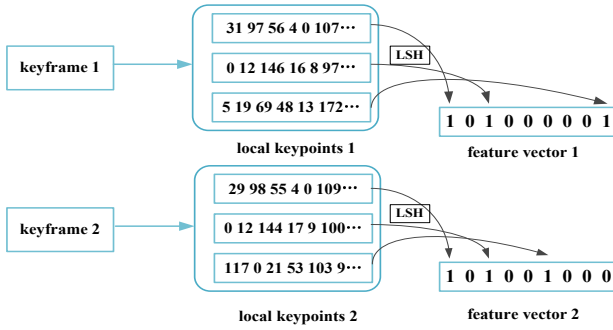 31 97 56 4 0 107···
keyframe 1
0 12 146 16 8 97···
LSH
5 19 69 48 13 172···
1 0 1 0 0 0 0 0 1
local keypoints 1
feature vector 1
29 98 55 4 0 109···
keyframe 2
0 12 144 17 9 100···
LSH
117 0 21 53 103 9···
1 0 1 0 0 1 0 0 0
local keypoints 2
feature vector 2